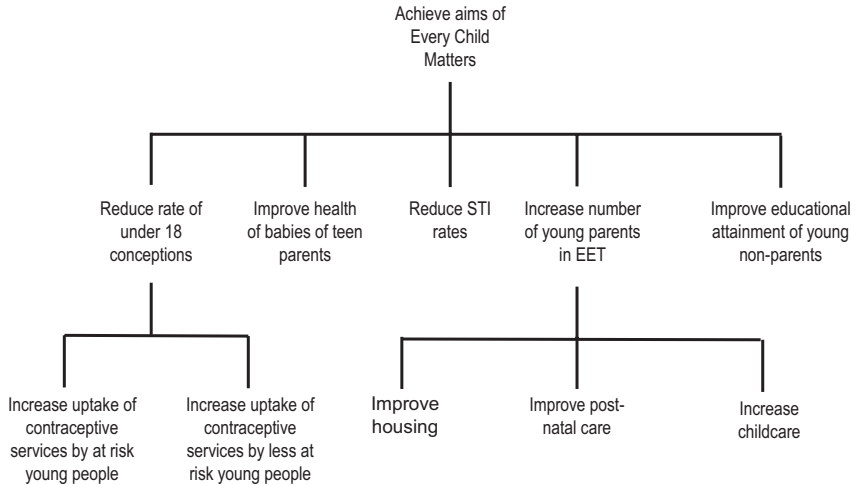 Achieve aims of
Every Child
Matters
Reduce rate of
under 18
conceptions
Improve health
of babies of teen
parents
Reduce STI
rates
Increase number
of young parents
in EET
Improve educational
attainment of young
non-parents
Increase uptake of
contraceptive
services by at risk
young people
Increase uptake of
contraceptive
services by less at
risk young people
Improve
housing
Improve post-
natal care
Increase
childcare